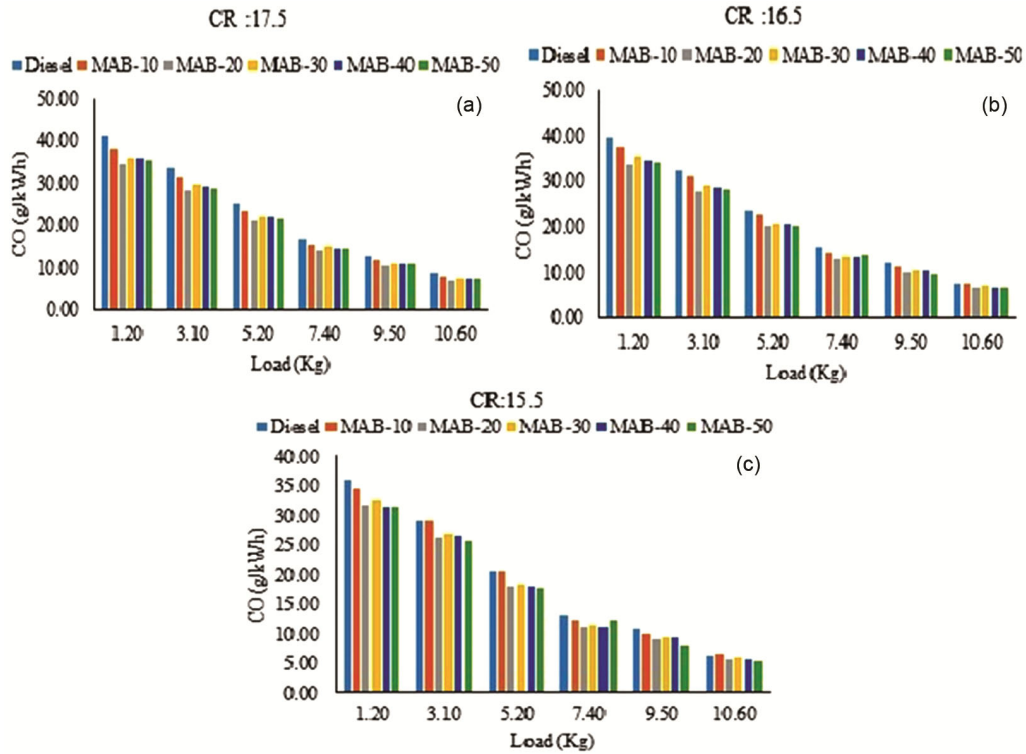 CR :17.5
Diesel MAB-10 MAB-20 MAB-30 MAB-40 MAB-50
(a)
50.00
40.00
30.00
20.00
10.00
0.00
CO (g/kWh)
1.20 3.10 5.20 7.40 9.50 10.60
Load (Kg)
CR :16.5
Diesel MAB-10 MAB-20 MAB-30 MAB-40 MAB-50
(b)
50.00
40.00
30.00
20.00
10.00
0.00
CO (g/kWh)
1.20 3.10 5.20 7.40 9.50 10.60
Load (Kg)
CR:15.5
Diesel MAB-10 MAB-20 MAB-30 MAB-40 MAB-50
(c)
40.00
35.00
30.00
25.00
20.00
15.00
10.00
5.00
0.00
CO (g/kWh)
1.20 3.10 5.20 7.40 9.50 10.60
Load (Kg)